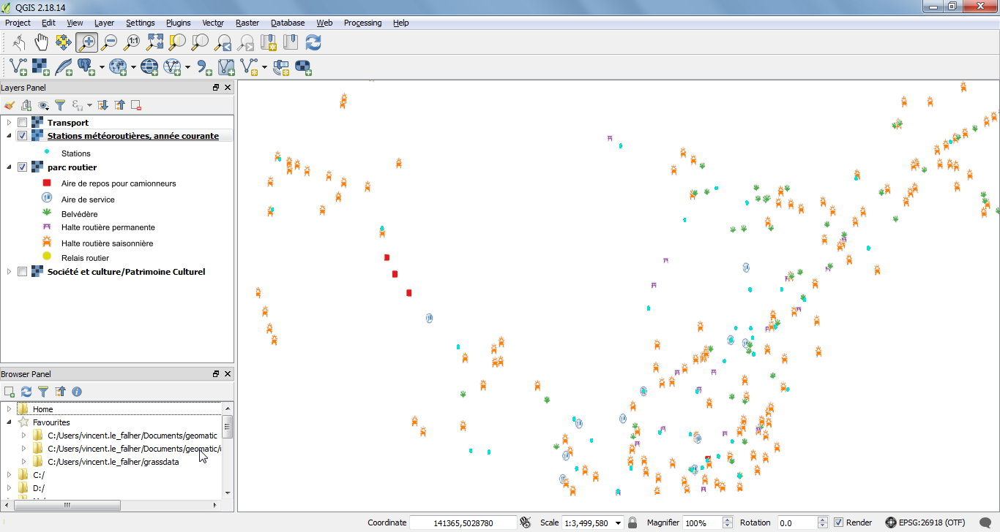 QGIS 2.18.14
Project Edit View Layer Settings Plugins Vector Raster Database Web Processing Help
Layers Panel
Transport
Stations météoroutières, année courante
Stations
parc routier
Aire de repos pour camionneurs
Aire de service
Belvédère
Halte routière permanente
Halte routière saisonnière
Relais routier
Société et culture/Patrimoine Culturel
Browser Panel
Home
Favourites
C:/Users/vincent.le_falher/Documents/geomatic
C:/Users/vincent.le_falher/Documents/geomatic/
C:/Users/vincent.le_falher/grassdata
C:/
D:/
Coordinate 141365,5028780 Scale 1:3,499,580 Magnifier 100% Rotation 0.0 Render EPSG:26918 (OTF)